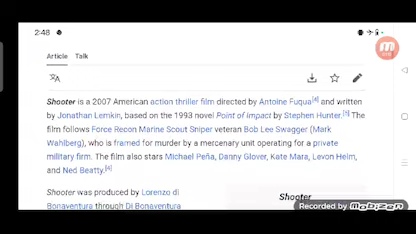 2:48
Article Talk
Shooter is a 2007 American action thriller film directed by Antoine Fuqua[4] and written
by Jonathan Lemkin, based on the 1993 novel Point of Impact by Stephen Hunter.[5] The
film follows Force Recon Marine Scout Sniper veteran Bob Lee Swagger (Mark
Wahlberg), who is framed for murder by a mercenary unit operating for a private
military firm. The film also stars Michael Peña, Danny Glover, Kate Mara, Levon Helm,
and Ned Beatty.[4]
Shooter was produced by Lorenzo di
Bonaventura through Di Bonaventura
Shooter
Recorded by Mobizen